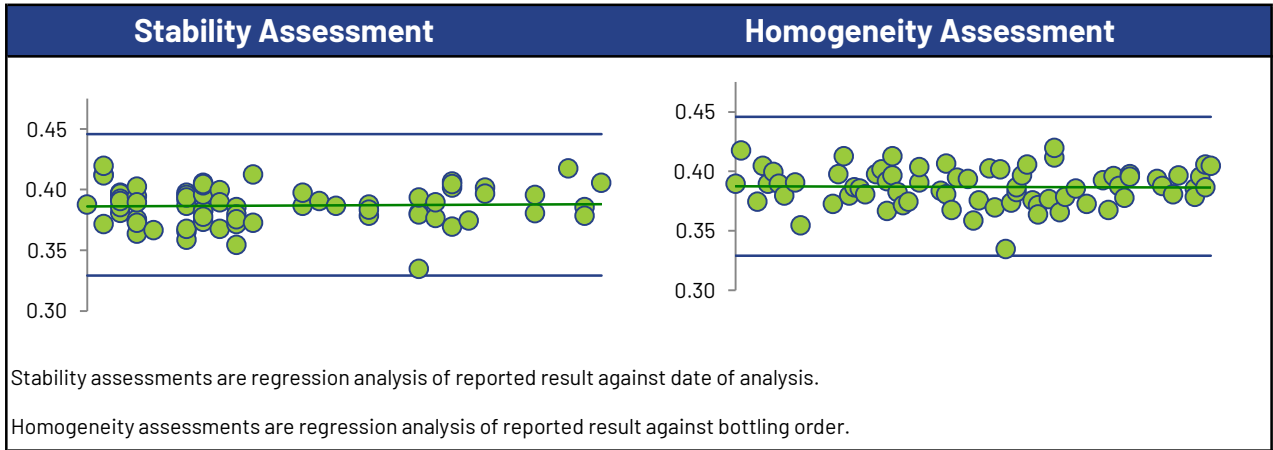 Stability Assessment
Homogeneity Assessment
0.45
0.40
0.35
0.30
0.45
0.40
0.35
0.30
Stability assessments are regression analysis of reported result against date of analysis.
Homogeneity assessments are regression analysis of reported result against bottling order.